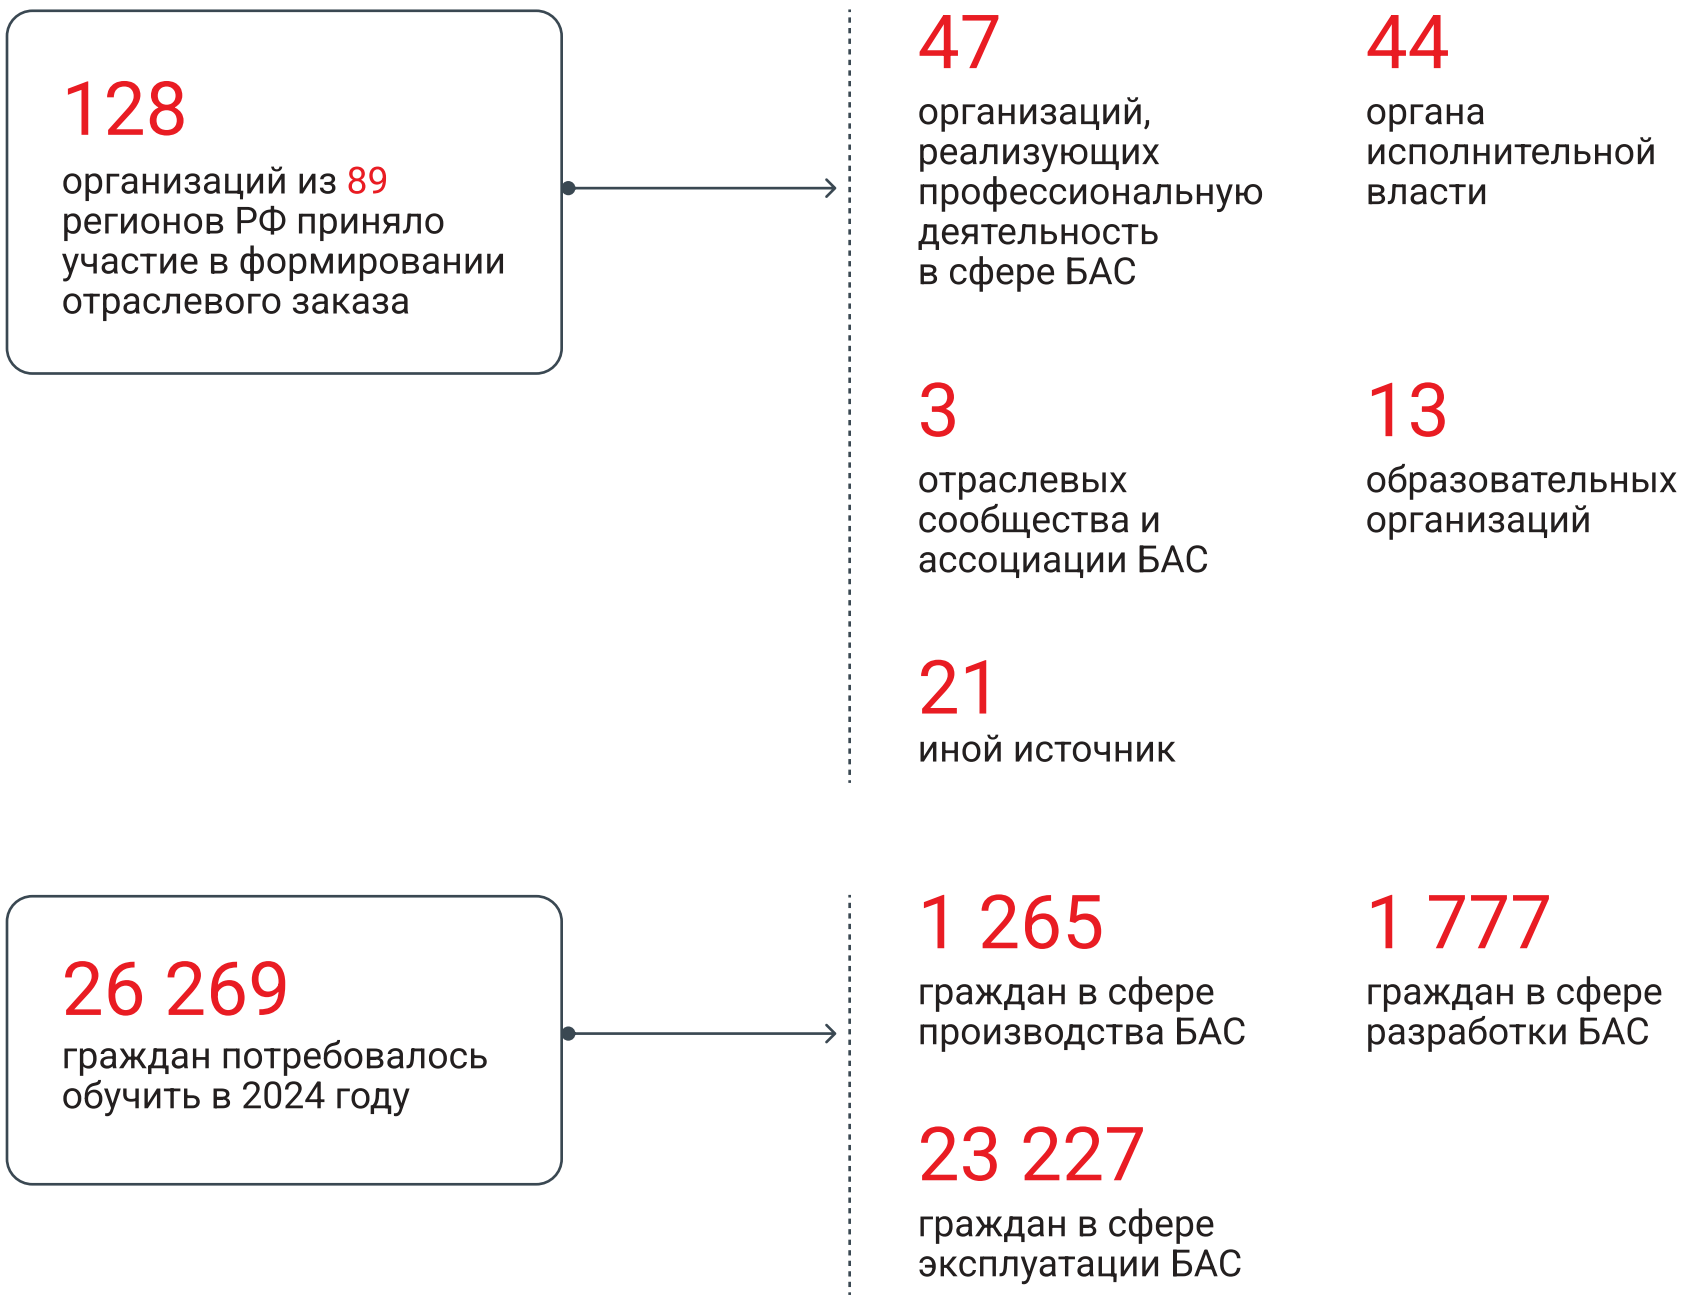 128
организаций из 89
регионов РФ приняло
участие в формировании
отраслевого заказа
47
организаций,
реализующих
профессиональную
деятельность
в сфере БАС
44
органа
исполнительной
власти
3
отраслевых
сообщества и
ассоциации БАС
13
образовательных
организаций
21
иной источник
26 269
граждан потребовалось
обучить в 2024 году
1 265
граждан в сфере
производства БАС
1 777
граждан в сфере
разработки БАС
23 227
граждан в сфере
эксплуатации БАС